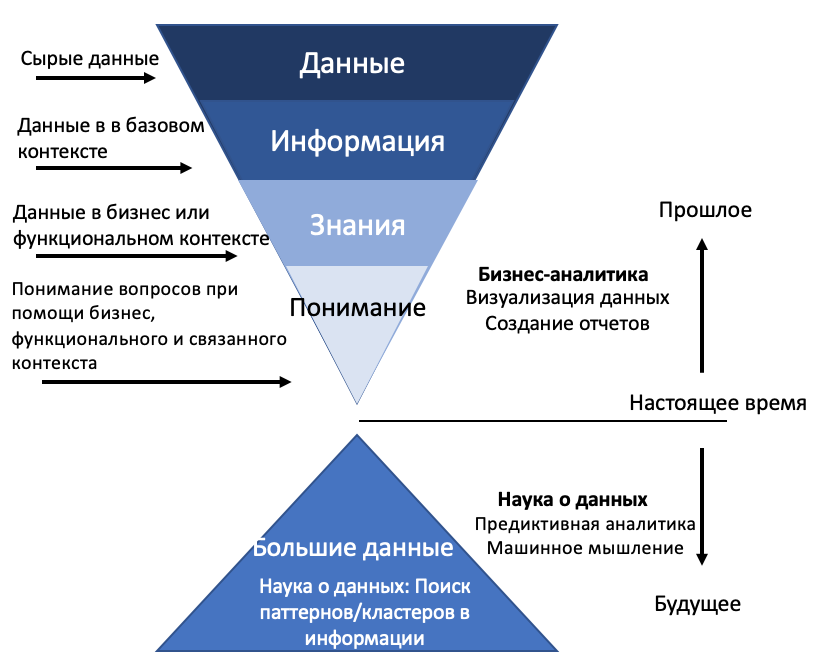 Сырые данные
Данные
Данные в в базовом
контексте
Информация
Данные в бизнес или
функциональном контексте
Знания
Понимание вопросов при
помощи бизнес,
функционального и связанного
контекста
Понимание
Прошлое
Бизнес-аналитика
Визуализация данных
Создание отчетов
Настоящее время
Наука о данных
Предиктивная аналитика
Машинное мышление
Будущее
Большие данные
Наука о данных: Поиск
паттернов/кластеров в
информации